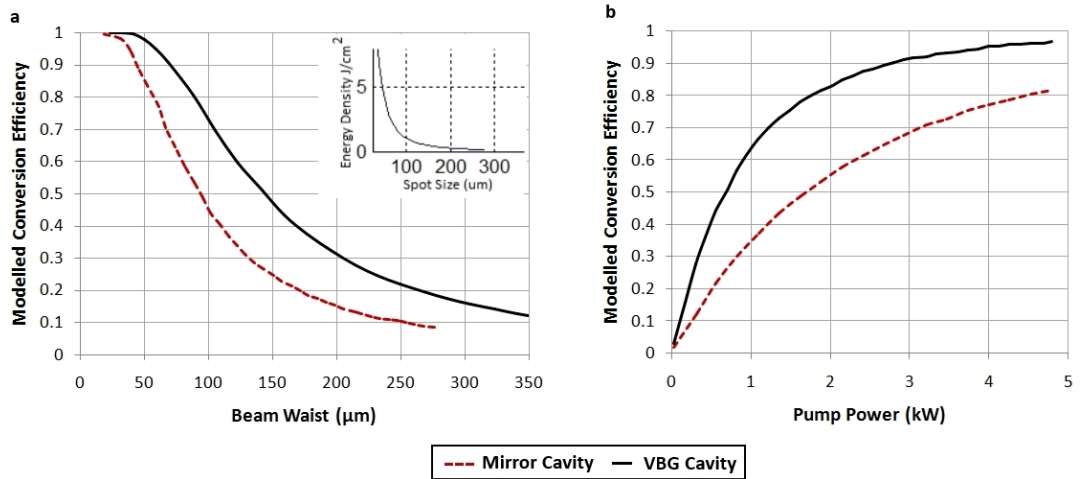 a
Modelled Conversion Efficiency
1
0.9
0.8
0.7
0.6
0.5
0.4
0.3
0.2
0.1
0
0 50 100 150 200 250 300 350
Beam Waist (µm)
Energy Density J/cm2
5
0
100 200 300
Spot Size (um)
b
Modelled Conversion Efficiency
1
0.9
0.8
0.7
0.6
0.5
0.4
0.3
0.2
0.1
0
0 1 2 3 4 5
Pump Power (kW)
Mirror Cavity VBG Cavity